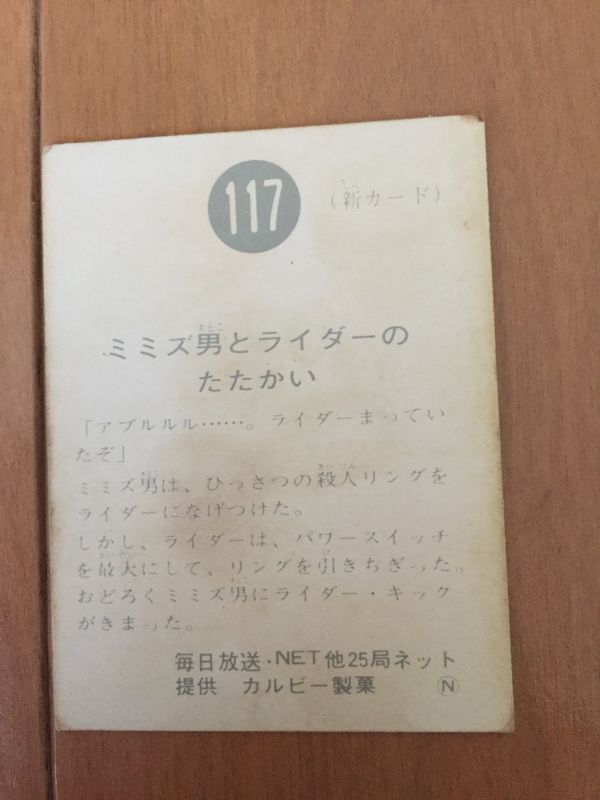 117
（新カード）
ミミズ男とライダーの
たたかい
「アブルルル……。ライダーまってい
たぞ」
ミミズ男は、ひっさつの殺人リングを
ライダーになげつけた。
しかし、ライダーは、パワースイッチ
を最大にして、リングを引きちぎった。
おどろくミミズ男にライダー・キック
がきまった。
毎日放送・NET他25局ネット
提供 カルビー製菓 Ⓝ